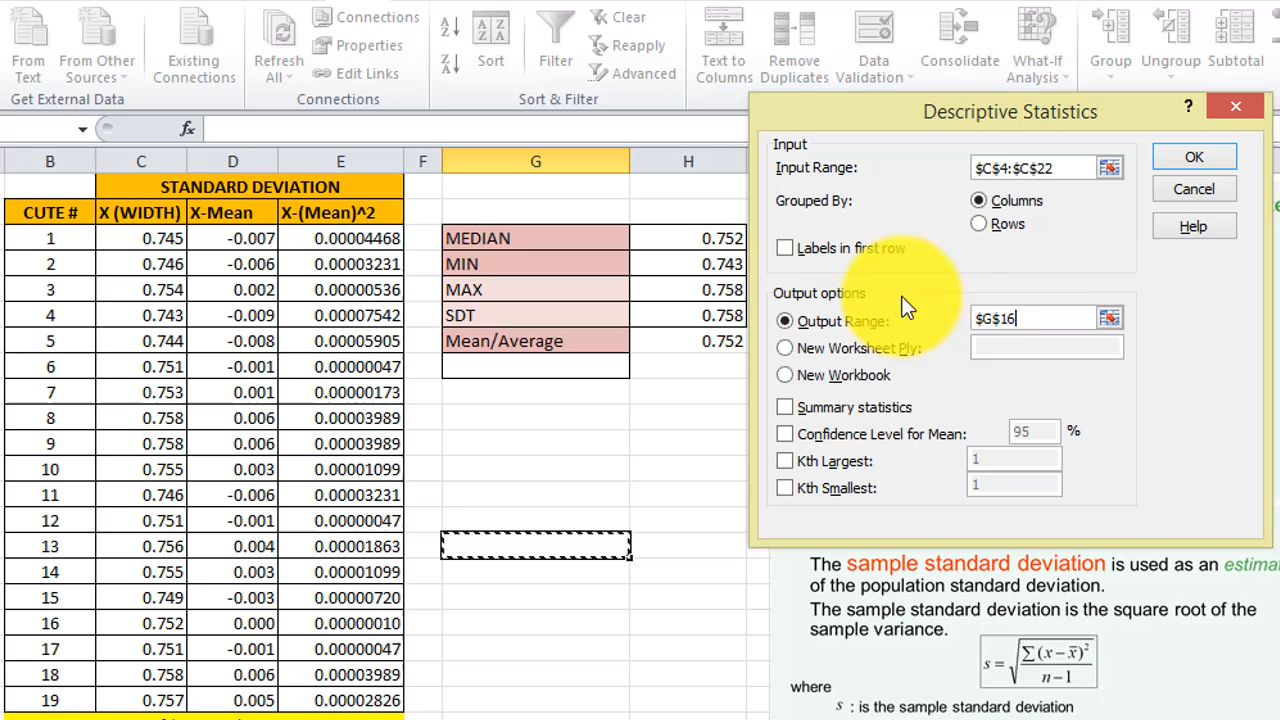 From Text
From Other Sources
Existing Connections
Refresh All
Connections
Properties
Edit Links
Sort
Filter
Clear
Reapply
Advanced
Text to Columns
Remove Duplicates
Data Validation
Consolidate
What-If Analysis
Group
Ungroup
Subtotal
Get External Data
Connections
Sort & Filter
fx
B C D E F G H
STANDARD DEVIATION
CUTE # X (WIDTH) X-Mean X-(Mean)^2
1 0.745 -0.007 0.00004468
2 0.746 -0.006 0.00003231
3 0.754 0.002 0.00000536
4 0.743 -0.009 0.00007542
5 0.744 -0.008 0.00005905
6 0.751 -0.001 0.00000047
7 0.753 0.001 0.00000173
8 0.758 0.006 0.00003989
9 0.758 0.006 0.00003989
10 0.755 0.003 0.00001099
11 0.746 -0.006 0.00003231
12 0.751 -0.001 0.00000047
13 0.756 0.004 0.00001863
14 0.755 0.003 0.00001099
15 0.749 -0.003 0.00000720
16 0.752 0.000 0.00000010
17 0.751 -0.001 0.00000047
18 0.758 0.006 0.00003989
19 0.757 0.005 0.00002826
MEDIAN 0.752
MIN 0.743
MAX 0.758
SDT 0.758
Mean/Average 0.752
Descriptive Statistics
?
Input
Input Range: $C$4:$C$22
Grouped By: Columns
Rows
Labels in first row
OK
Cancel
Help
Output options
Output Range: $G$16
New Worksheet Ply:
New Workbook
Summary statistics
Confidence Level for Mean: 95 %
Kth Largest: 1
Kth Smallest: 1
The sample standard deviation is used as an
of the population standard deviation.
The sample standard deviation is the square root of the
sample variance.
s = √(∑(x−x̄)² / (n−1))
where
s : is the sample standard deviation